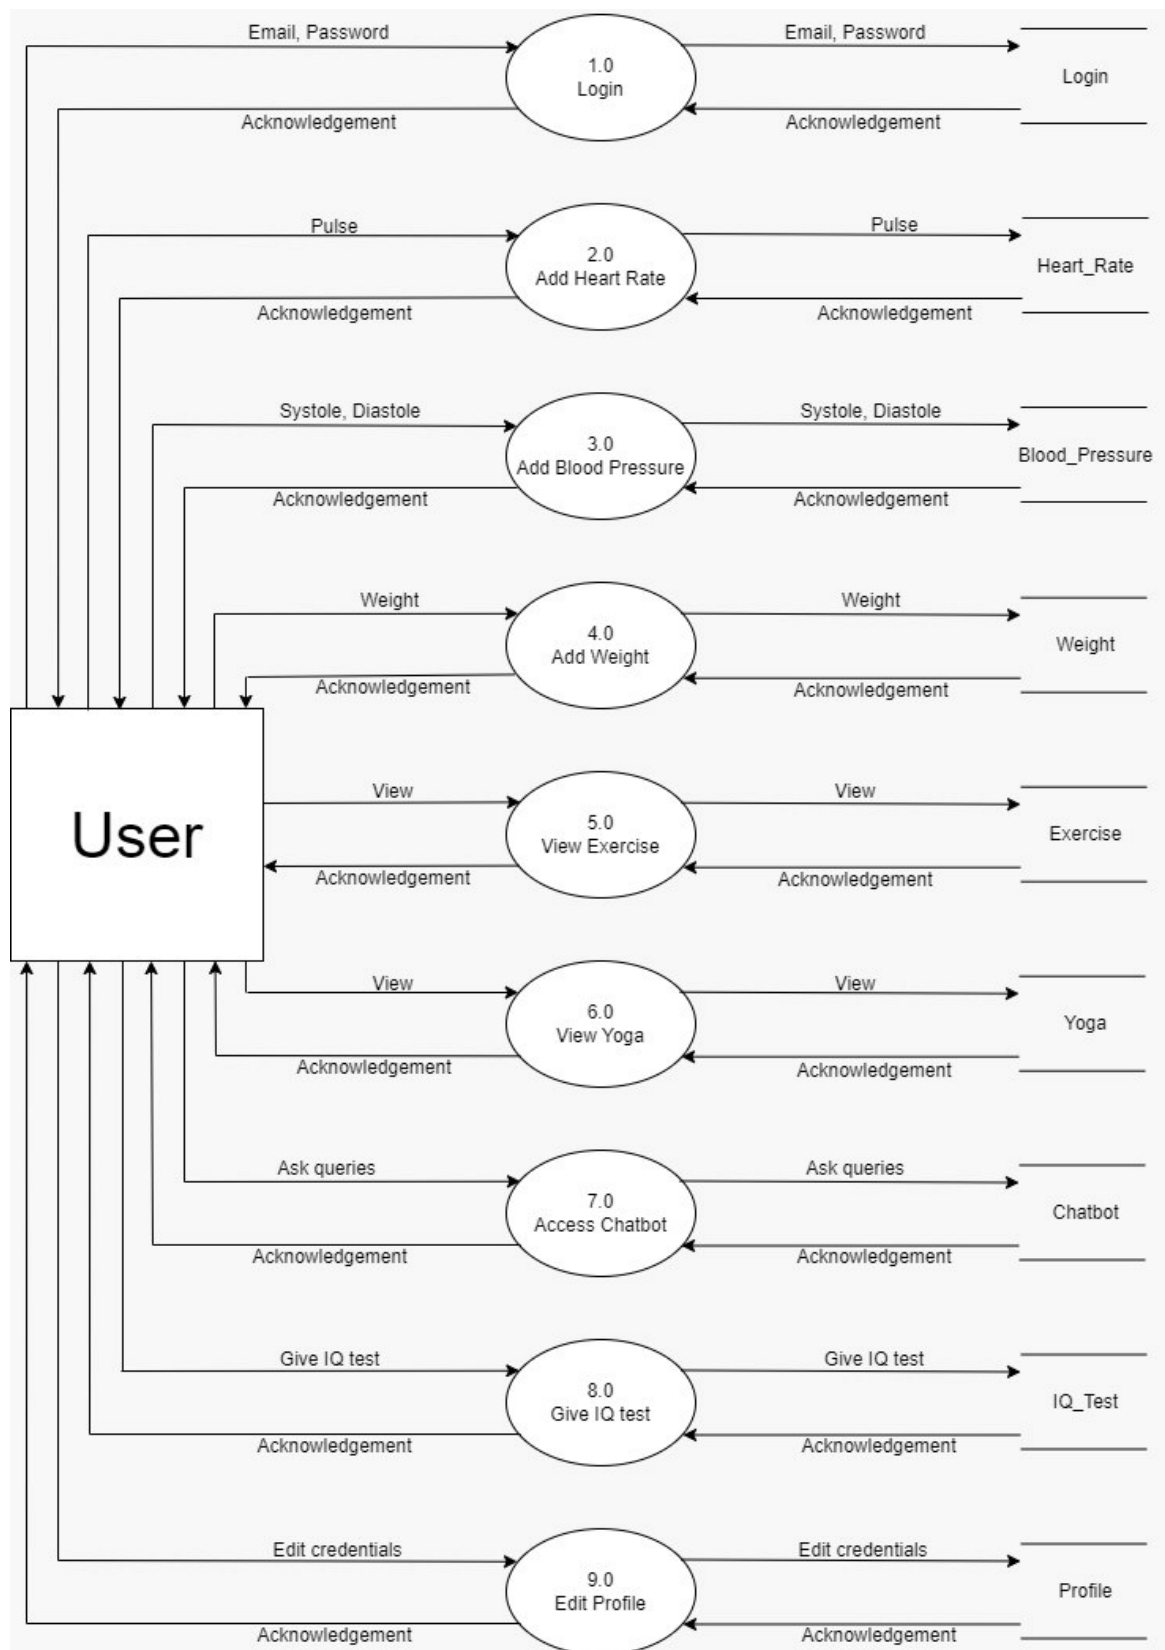 Email, Password
Email, Password
1.0
Login
Login
Acknowledgement
Acknowledgement
Pulse
Pulse
2.0
Add Heart Rate
Heart_Rate
Acknowledgement
Acknowledgement
Systole, Diastole
Systole, Diastole
3.0
Add Blood Pressure
Blood_Pressure
Acknowledgement
Acknowledgement
Weight
Weight
4.0
Add Weight
Weight
Acknowledgement
Acknowledgement
User
View
View
5.0
View Exercise
Exercise
Acknowledgement
Acknowledgement
View
View
6.0
View Yoga
Yoga
Acknowledgement
Acknowledgement
Ask queries
Ask queries
7.0
Access Chatbot
Chatbot
Acknowledgement
Acknowledgement
Give IQ test
Give IQ test
8.0
Give IQ test
IQ_Test
Acknowledgement
Acknowledgement
Edit credentials
Edit credentials
9.0
Edit Profile
Profile
Acknowledgement
Acknowledgement